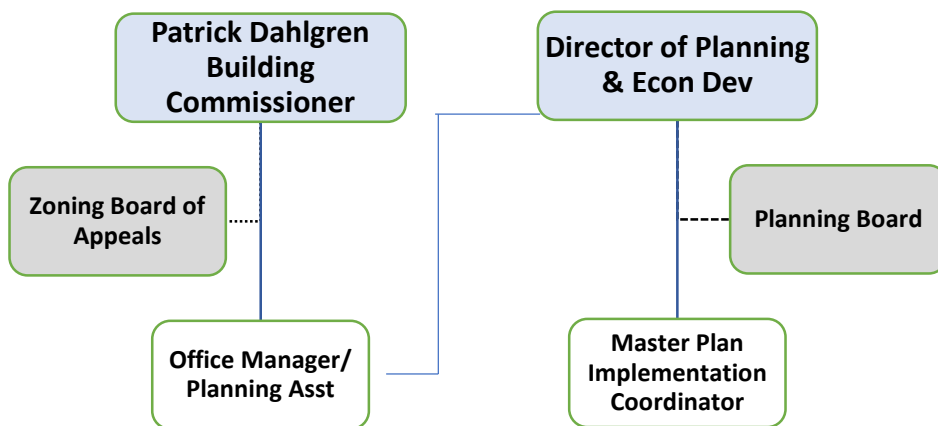 Patrick Dahlgren
Building
Commissioner
Director of Planning
& Econ Dev
Zoning Board of
Appeals
Planning Board
Office Manager/
Planning Asst
Master Plan
Implementation
Coordinator